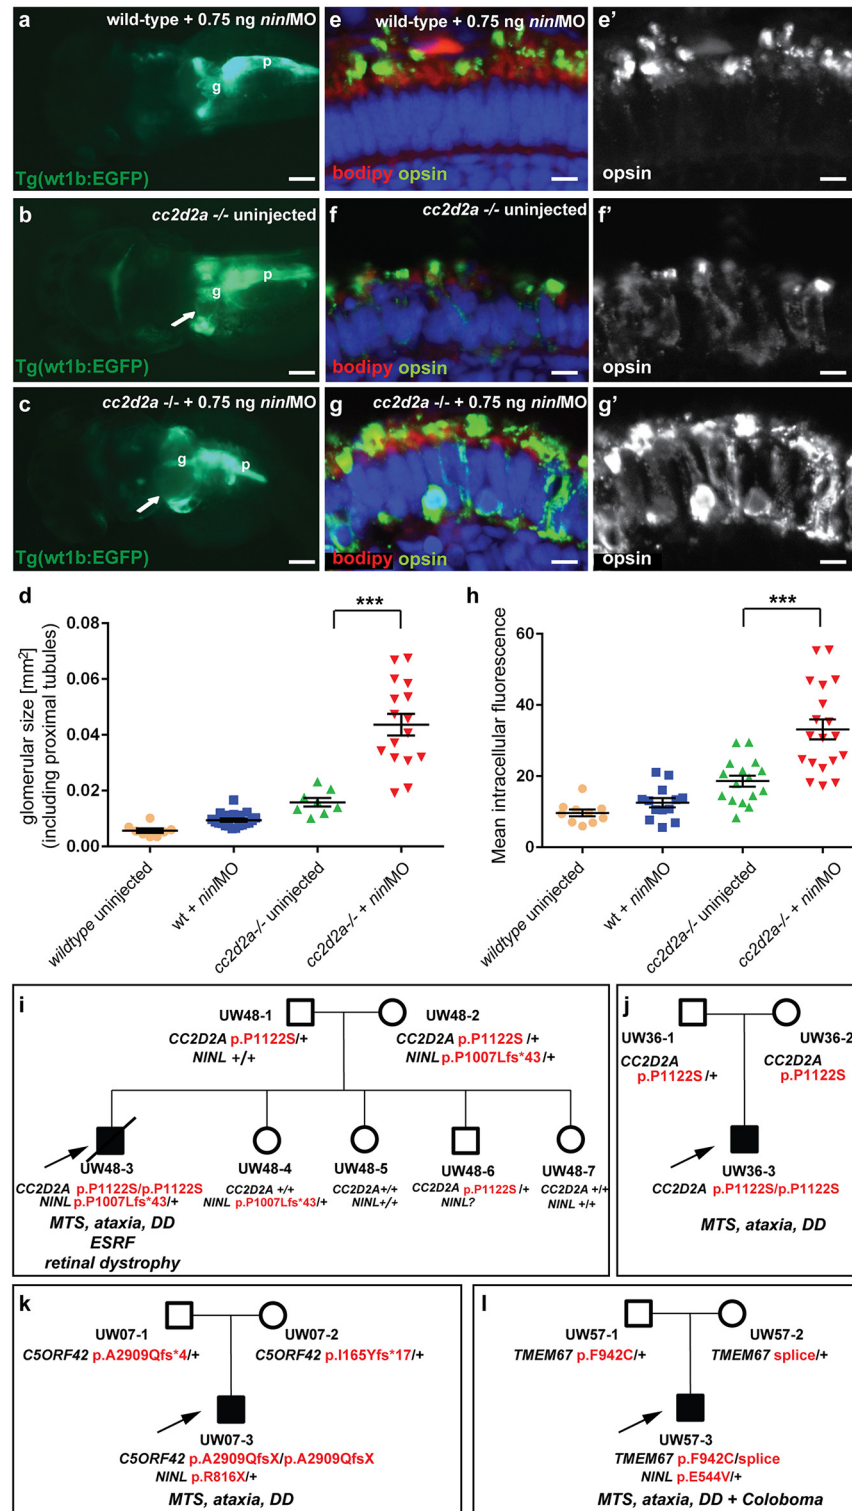 a wild-type + 0.75 ng ninlMO
p
g
Tg(wt1b:EGFP)
e wild-type + 0.75 ng ninlMO
bodipy opsin
e'
opsin
b cc2d2a -/- uninjected
p
g
Tg(wt1b:EGFP)
f cc2d2a -/- uninjected
bodipy opsin
f'
opsin
c cc2d2a -/- + 0.75 ng ninlMO
g
p
Tg(wt1b:EGFP)
g cc2d2a -/- + 0.75 ng ninlMO
bodipy opsin
g'
opsin
d
***
glomerular size [mm²]
(including proximal tubules)
0.08
0.06
0.04
0.02
0.00
wildtype uninjected
wt + ninlMO
cc2d2a-/- uninjected
cc2d2a-/- + ninlMO
h
***
Mean intracellular fluorescence
60
40
20
0
wildtype uninjected
wt + ninlMO
cc2d2a-/- uninjected
cc2d2a-/- + ninlMO
i
UW48-1
CC2D2A p.P1122S/+
NINL +/+
UW48-2
CC2D2A p.P1122S/+
NINL p.P1007Lfs*43/+
UW48-3
CC2D2A p.P1122S/p.P1122S
NINL p.P1007Lfs*43/+
MTS, ataxia, DD
ESRF
retinal dystrophy
UW48-4
CC2D2A +/+
NINL p.P1007Lfs*43/+
UW48-5
CC2D2A+/+
NINL+/+
UW48-6
CC2D2A p.P1122S/+
NINL?
UW48-7
CC2D2A +/+
NINL +/+
j
UW36-1
CC2D2A
p.P1122S/+
UW36-2
CC2D2A
p.P1122S
UW36-3
CC2D2A p.P1122S/p.P1122S
MTS, ataxia, DD
k
UW07-1
C5ORF42 p.A2909Qfs*4/+
UW07-2
C5ORF42 p.I165Yfs*17/+
UW07-3
C5ORF42 p.A2909QfsX/p.A2909QfsX
NINL p.R816X/+
MTS, ataxia, DD
l
UW57-1
TMEM67 p.F942C/+
UW57-2
TMEM67 splice/+
UW57-3
TMEM67 p.F942C/splice
NINL p.E544V/+
MTS, ataxia, DD + Coloboma